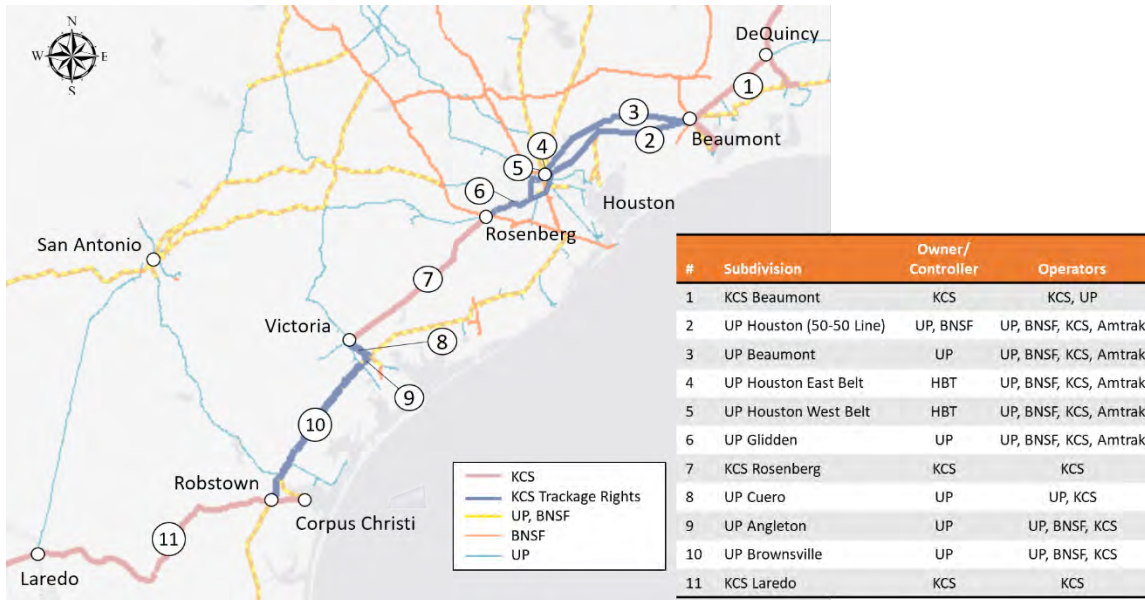 N
W E
S
DeQuincy
1
3
2
Beaumont
4
5
6
Houston
Rosenberg
San Antonio
7
Victoria
8
9
10
Robstown
Corpus Christi
11
Laredo
KCS
KCS Trackage Rights
UP, BNSF
BNSF
UP
# Subdivision Owner/ Controller Operators
1 KCS Beaumont KCS KCS, UP
2 UP Houston (50-50 Line) UP, BNSF UP, BNSF, KCS, Amtrak
3 UP Beaumont UP UP, BNSF, KCS, Amtrak
4 UP Houston East Belt HBT UP, BNSF, KCS, Amtrak
5 UP Houston West Belt HBT UP, BNSF, KCS, Amtrak
6 UP Glidden UP UP, BNSF, KCS, Amtrak
7 KCS Rosenberg KCS KCS
8 UP Cuero UP UP, KCS
9 UP Angleton UP UP, BNSF, KCS
10 UP Brownsville UP UP, BNSF, KCS
11 KCS Laredo KCS KCS